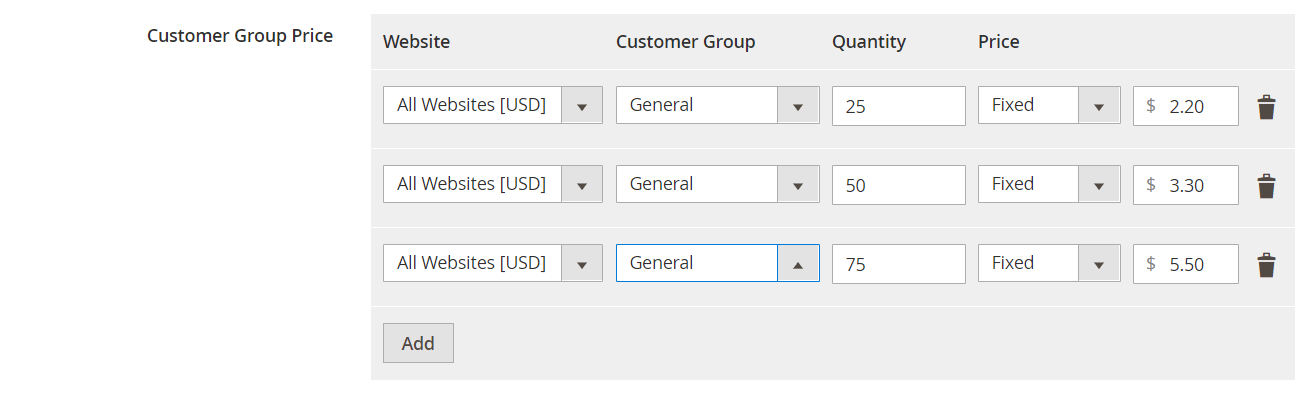 Customer Group Price
Website Customer Group Quantity Price
All Websites [USD] General 25 Fixed $ 2.20
All Websites [USD] General 50 Fixed $ 3.30
All Websites [USD] General 75 Fixed $ 5.50
Add